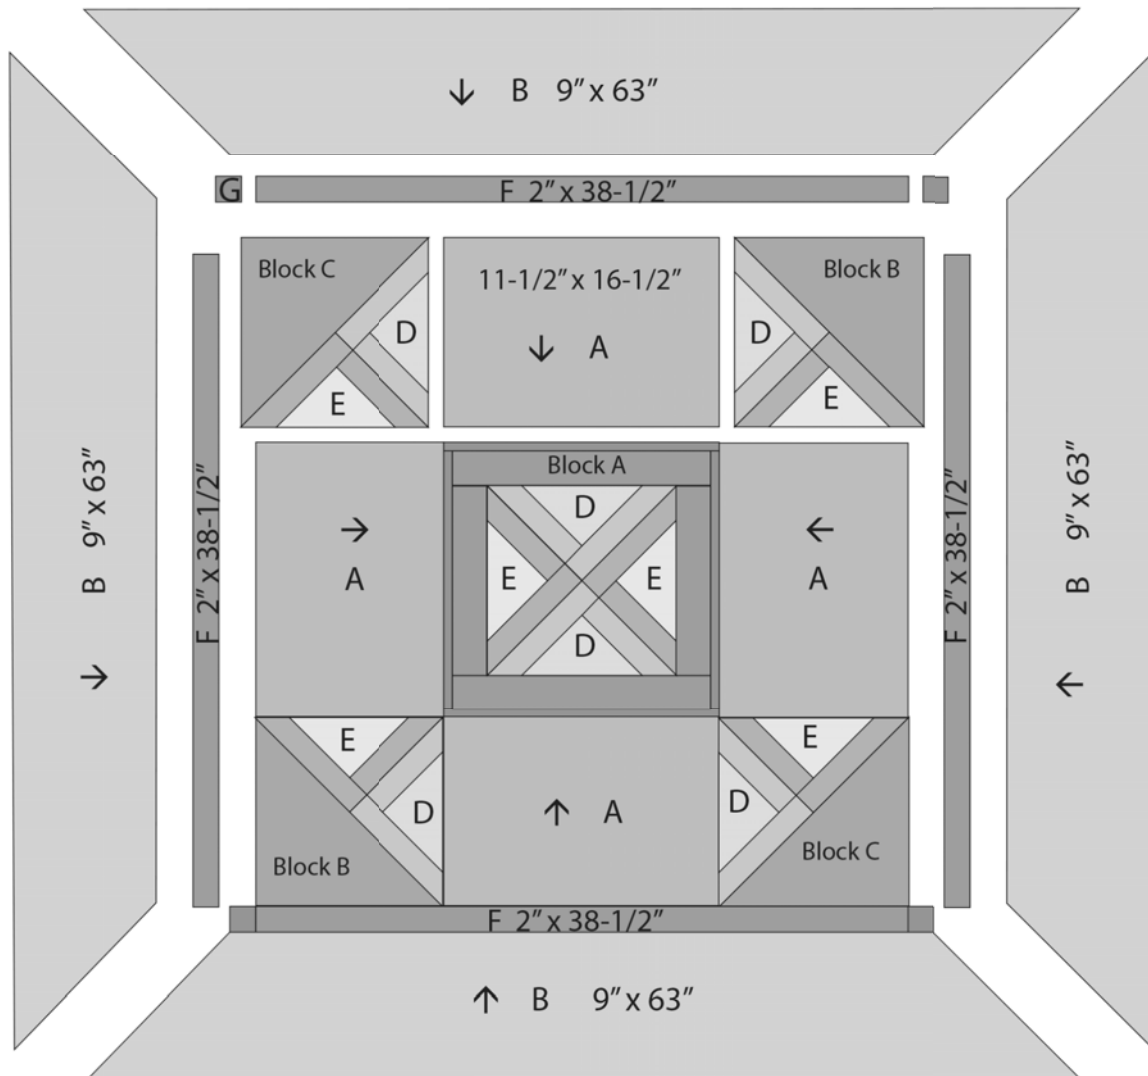 ↓ B 9" x 63"
G
F 2" x 38-1/2"
Block C
11-1/2" x 16-1/2"
Block B
D
↓ A
D
E
E
B 9" x 63"
→
F 2" x 38-1/2"
Block A
D
→
A
E
E
←
A
D
F 2" x 38-1/2"
B 9" x 63"
←
E
D
Block B
↑ A
E
D
Block C
F 2" x 38-1/2"
↑ B 9" x 63"